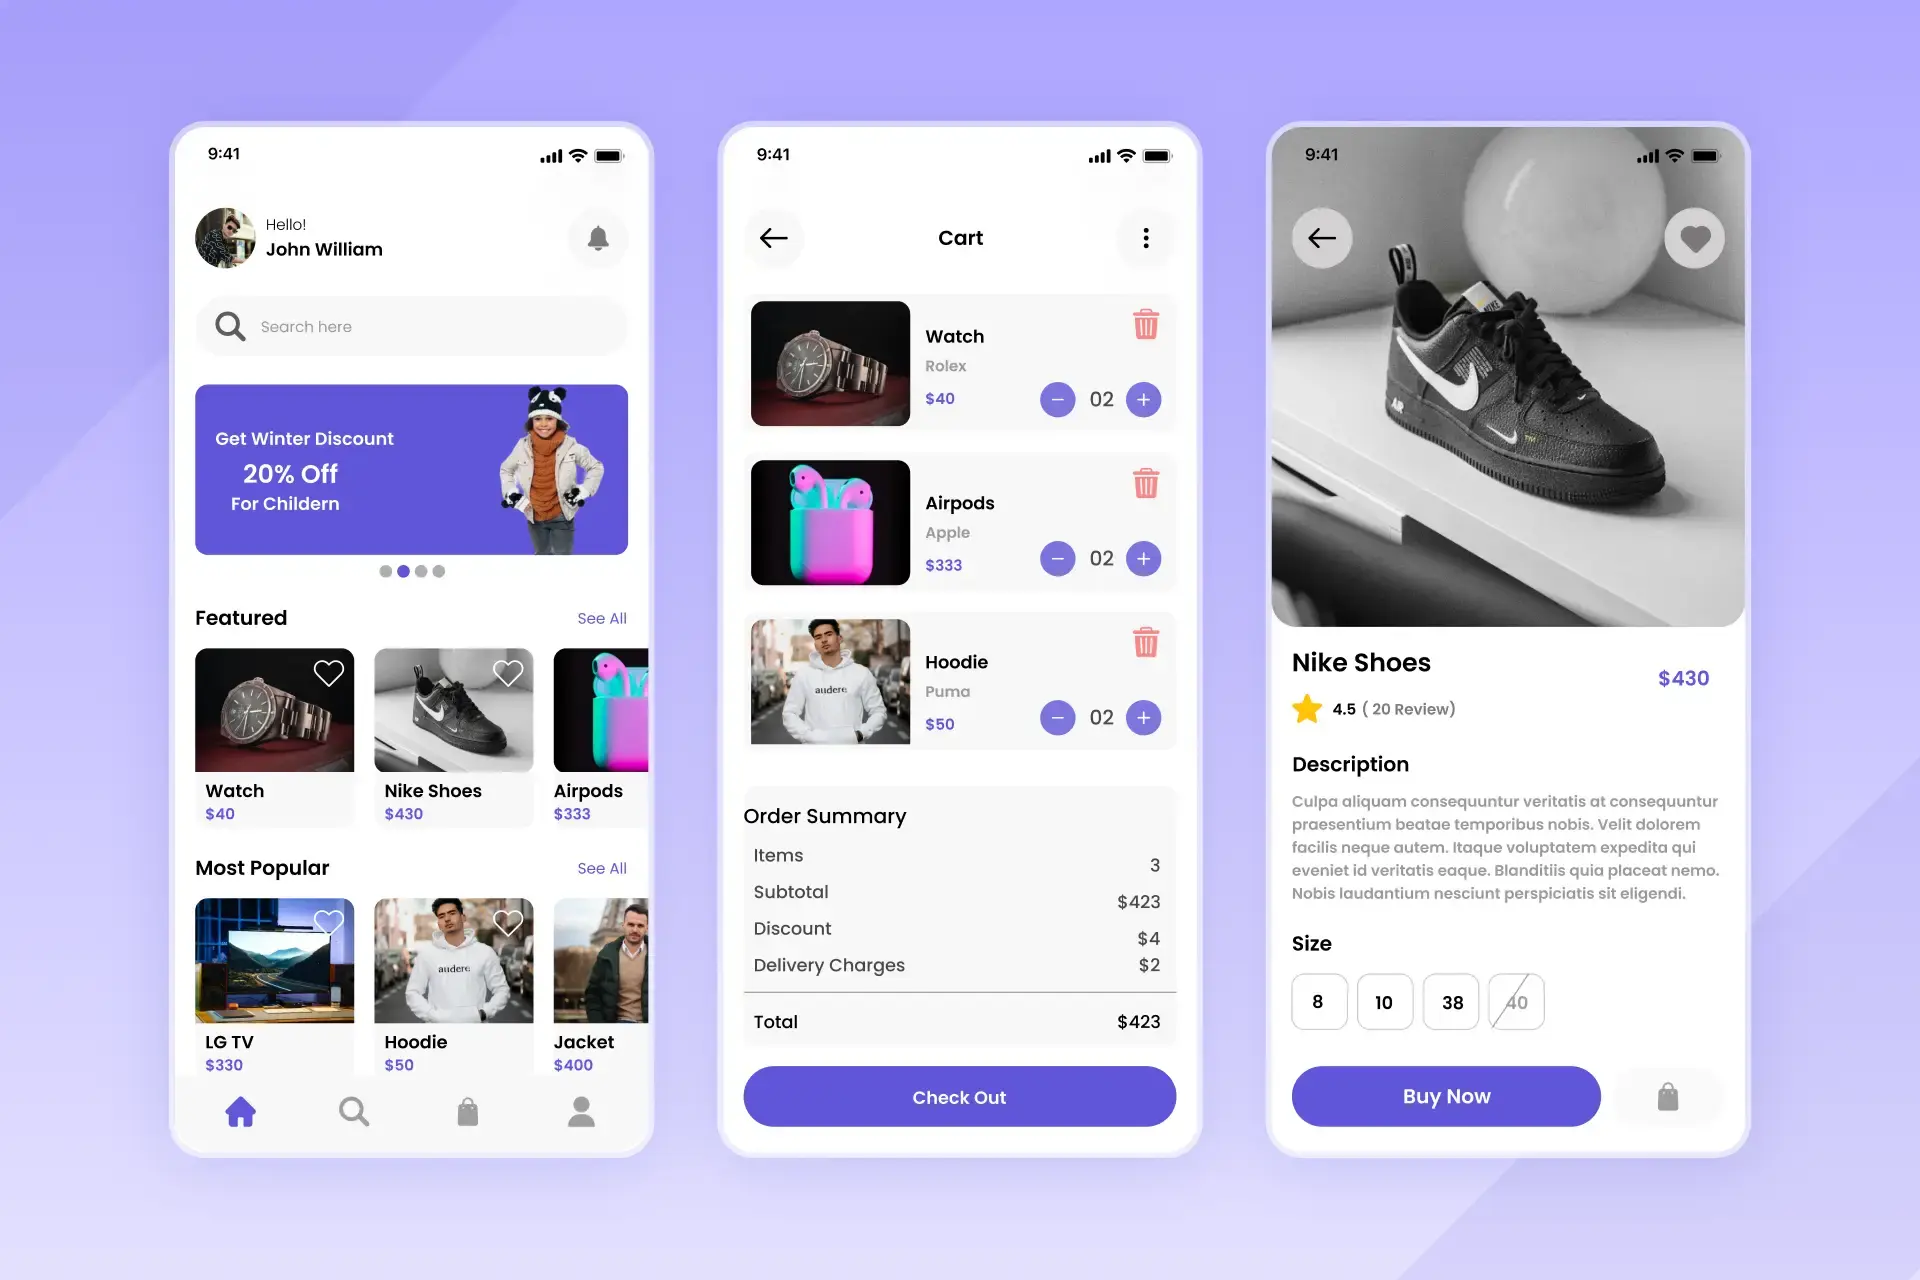 9:41
Hello!
John William
Search here
Get Winter Discount
20% Off
For Childern
Featured
See All
Watch
$40
Nike Shoes
$430
Airpods
$333
Most Popular
See All
audere
LG TV
$330
Hoodie
$50
Jacket
$400
9:41
Cart
Watch
Rolex
$40
02
Airpods
Apple
$333
02
audere
Hoodie
Puma
$50
02
Order Summary
Items
3
Subtotal
$423
Discount
$4
Delivery Charges
$2
Total
$423
Check Out
9:41
AIR
TM
Nike Shoes
$430
4.5 ( 20 Review)
Description
Culpa aliquam consequuntur veritatis at consequuntur
praesentium beatae temporibus nobis. Velit dolorem
facilis neque autem. Itaque voluptatem expedita qui
eveniet id veritatis eaque. Blanditiis quia placeat nemo.
Nobis laudantium nesciunt perspiciatis sit eligendi.
Size
8
10
38
40
Buy Now